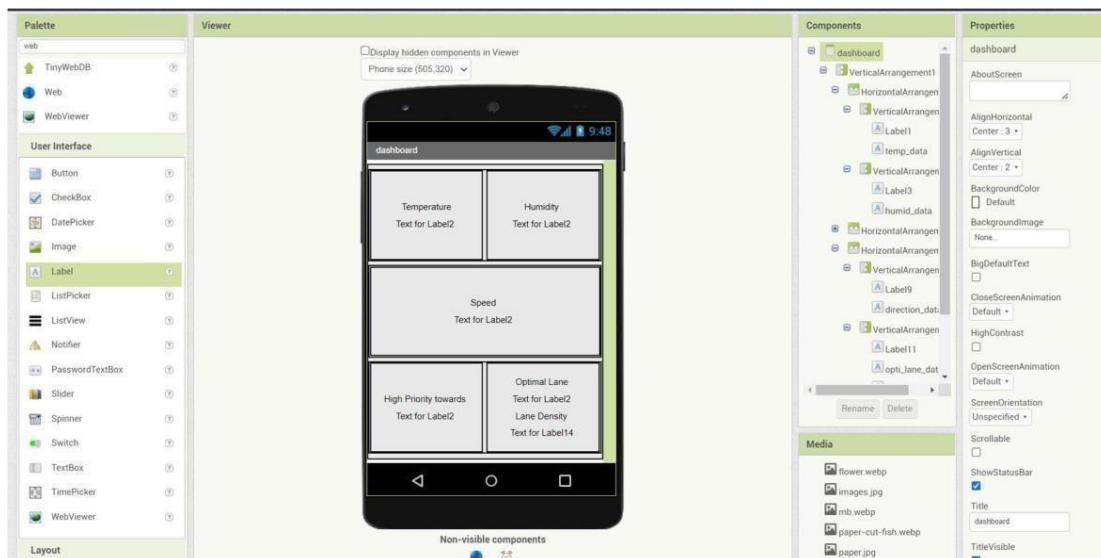 Palette
web
TinyWebDB
Web
WebViewer
User Interface
Button
CheckBox
DatePicker
Image
Label
ListPicker
ListView
Notifier
PasswordTextBox
Slider
Spinner
Switch
TextBox
TimePicker
WebViewer
Layout
Viewer
Display hidden components in Viewer
Phone size (505,320)
9:48
dashboard
Temperature
Text for Label2
Humidity
Text for Label2
Speed
Text for Label2
High Priority towards
Text for Label2
Optimal Lane
Text for Label2
Lane Density
Text for Label14
Non-visible components
Components
dashboard
VerticalArrangement1
HorizontalArrangen
VerticalArrangen
Label1
temp_data
VerticalArrangen
Label3
humid_data
HorizontalArrangen
HorizontalArrangen
VerticalArrangen
Label9
direction_dat
VerticalArrangen
Label11
opti_lane_dat
Rename Delete
Media
flower.webp
images.jpg
mb.webp
paper-cut-fish.webp
paper.jpg
Properties
dashboard
AboutScreen
AlignHorizontal
Center : 3
AlignVertical
Center : 2
BackgroundColor
Default
BackgroundImage
None...
BigDefaultText
CloseScreenAnimation
Default
HighContrast
OpenScreenAnimation
Default
ScreenOrientation
Unspecified
Scrollable
ShowStatusBar
Title
dashboard
TitleVisible